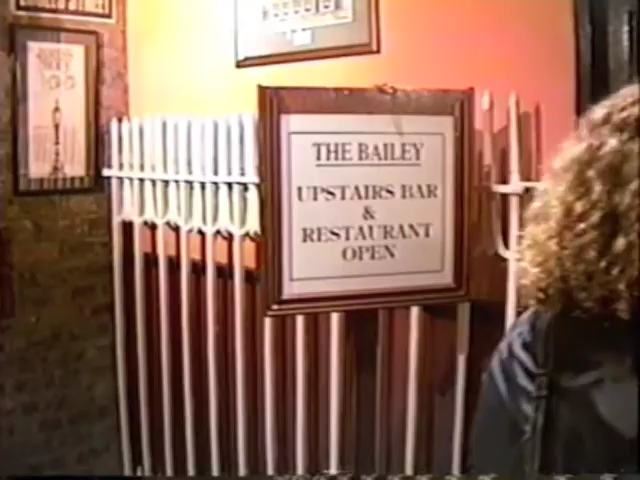 THE BAILEY
UPSTAIRS BAR
&
RESTAURANT
OPEN